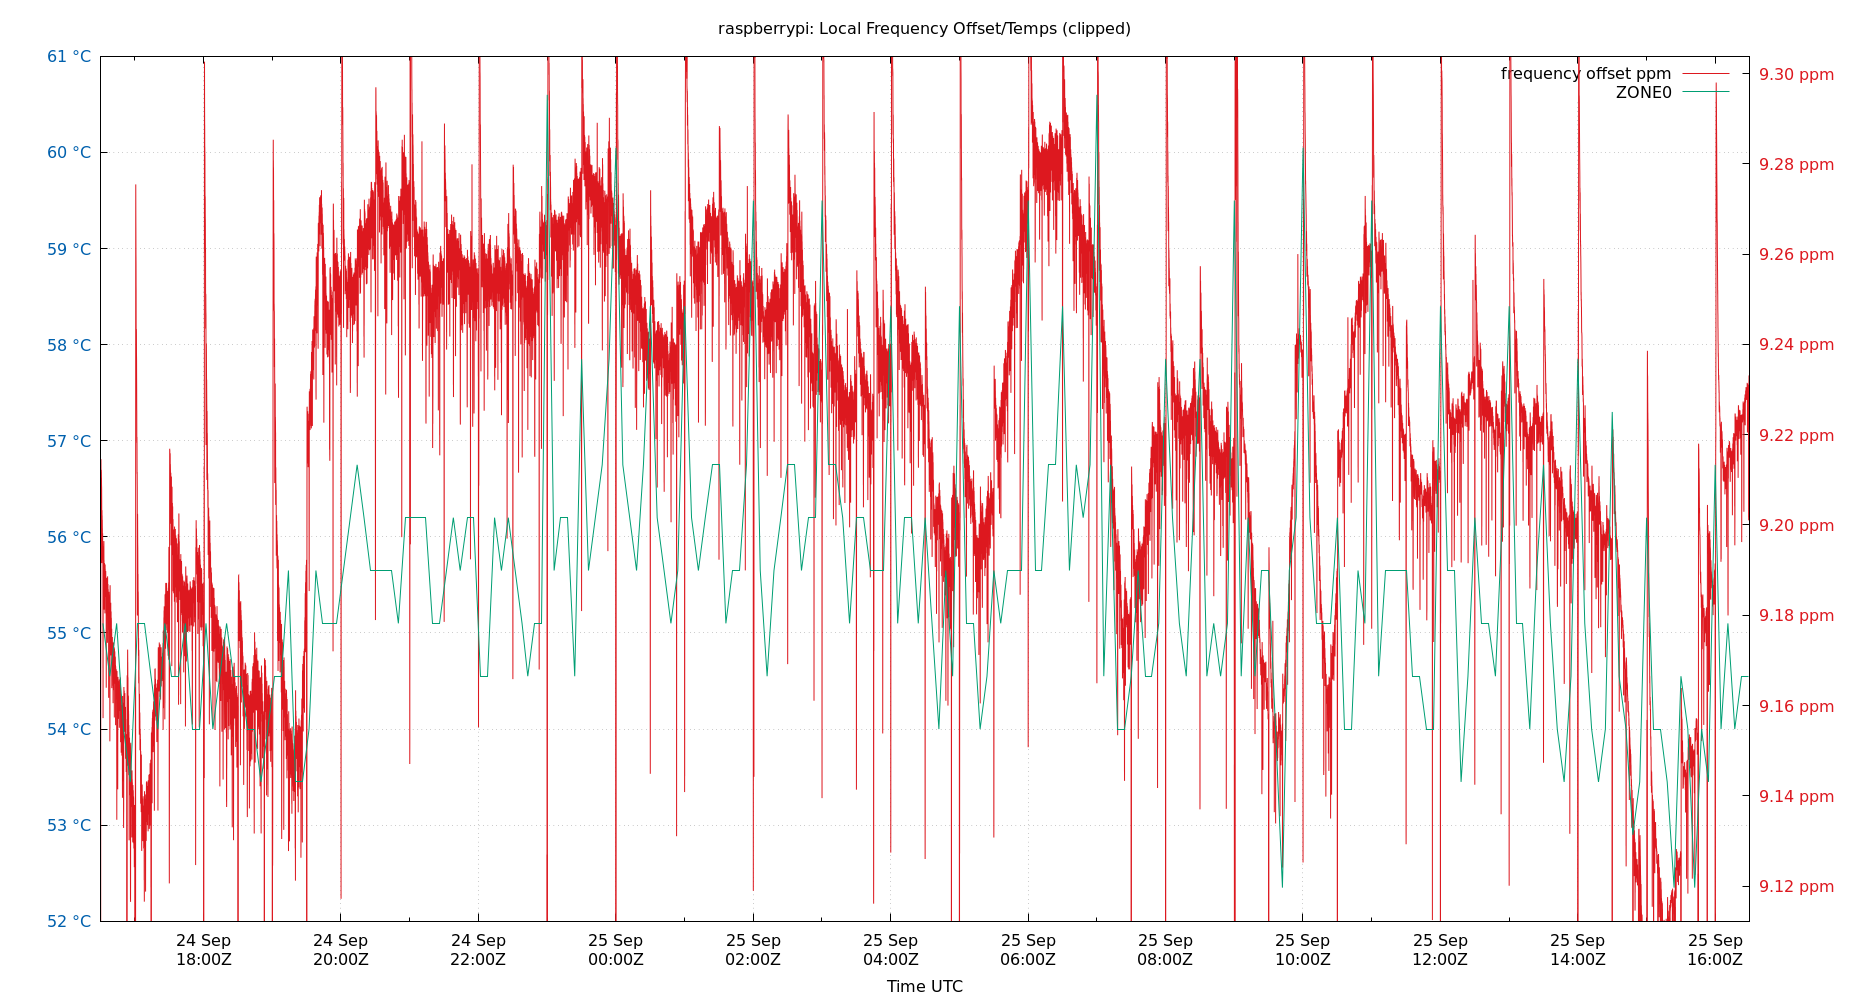 raspberrypi: Local Frequency Offset/Temps (clipped)
61 °C
60 °C
59 °C
58 °C
57 °C
56 °C
55 °C
54 °C
53 °C
52 °C
frequency offset ppm
ZONE0
9.30 ppm
9.28 ppm
9.26 ppm
9.24 ppm
9.22 ppm
9.20 ppm
9.18 ppm
9.16 ppm
9.14 ppm
9.12 ppm
24 Sep 24 Sep 24 Sep 25 Sep 25 Sep 25 Sep 25 Sep 25 Sep 25 Sep 25 Sep 25 Sep 25 Sep
18:00Z 20:00Z 22:00Z 00:00Z 02:00Z 04:00Z 06:00Z 08:00Z 10:00Z 12:00Z 14:00Z 16:00Z
Time UTC